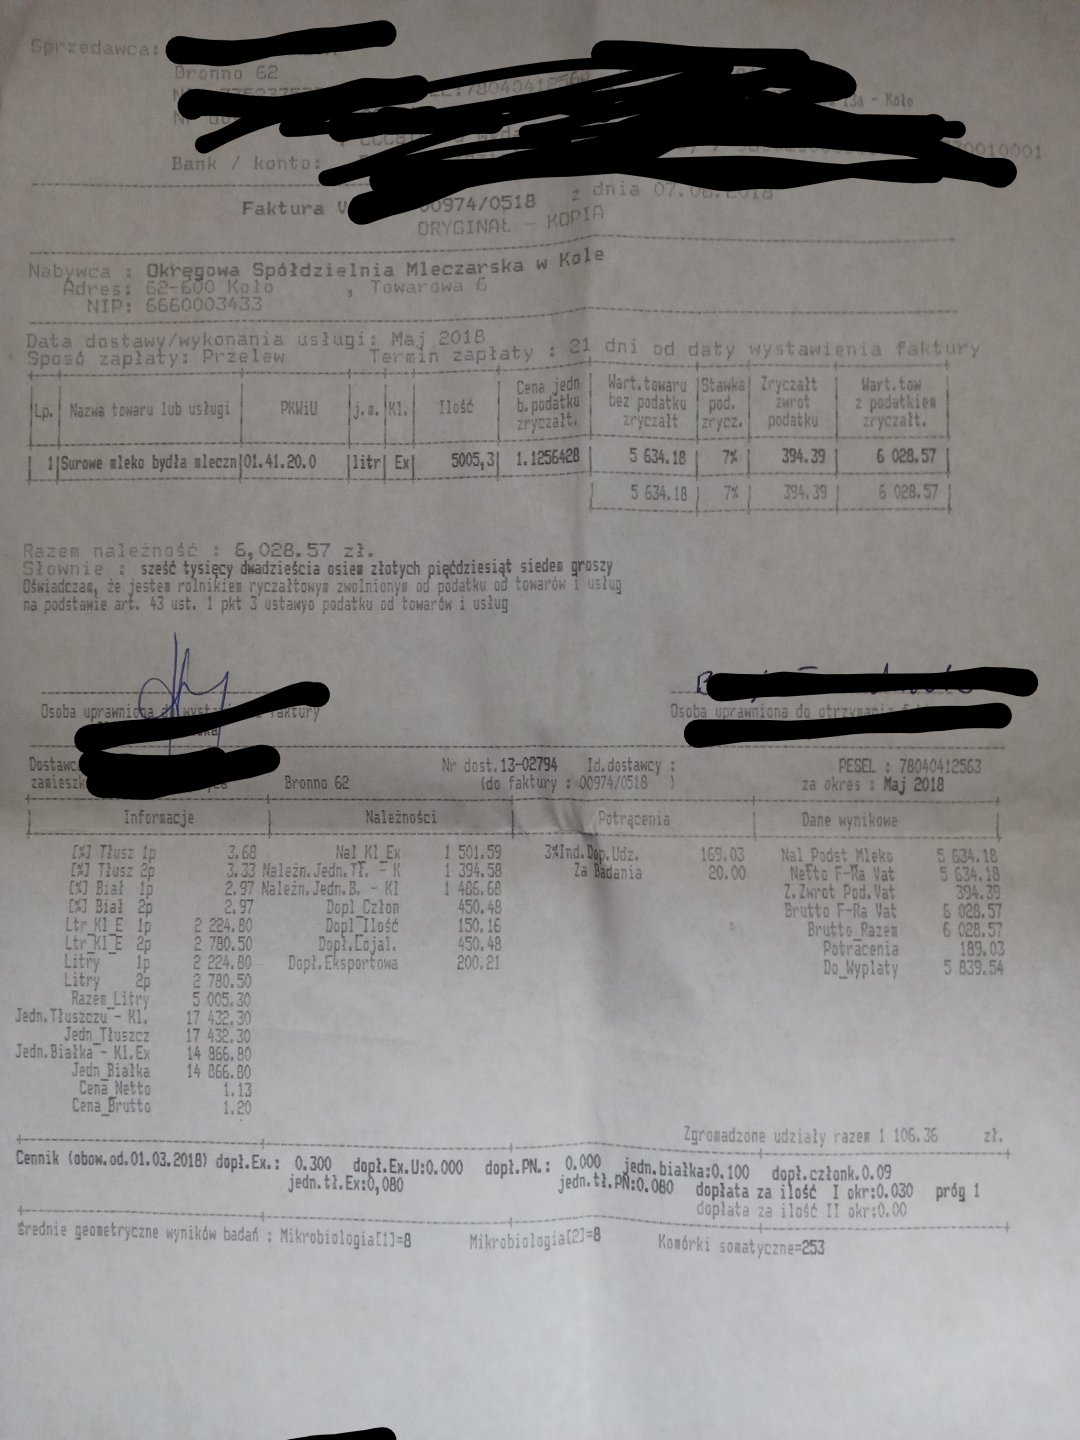 Sprzedawca:
Bronno 62
13a - Koło
Bank / konto:
Faktura 00974/0518 z dnia 07.06.2018
ORYGINAŁ - KOPIA
Nabywca : Okręgowa Spółdzielnia Mleczarska w Kole
Adres: 62-600 Koło , Towarowa 6
NIP: 6660003433
Data dostawy/wykonania usługi: Maj 2018
Sposó zapłaty: Przelew Termin zapłaty : 21 dni od daty wystawienia faktury
Lp. Nazwa towaru lub usługi PKWiU j.m. Kl. Ilość Cena jedn b.podatku zryczałt. Wart.towaru bez podatku zryczałt Stawka pod. zrycz. Zryczałt zwrot podatku Wart.tow z podatkiem zryczałt.
1 Surowe mleko bydła mleczn 01.41.20.0 litr Ex 5005,3 1.1256428 5 634.18 7% 394.39 6 028.57
5 634.18 7% 394.39 6 028.57
Razem należność : 6,028.57 zł.
Słownie : sześć tysięcy dwadzieścia osiem złotych pięćdziesiąt siedem groszy
Oświadczam, że jestem rolnikiem ryczałtowym zwolnionym od podatku od towarów i usług
na podstawie art. 43 ust. 1 pkt 3 ustawyo podatku od towarów i usług
Osoba uprawniona do wystawienia faktury Osoba uprawniona do otrzymania
Nr dost.13-02794 Id.dostawcy : PESEL : 78040412563
Bronno 62 (do faktury : 00974/0518 ) za okres : Maj 2018
Informacje Należności Potrącenia Dane wynikowe
[%] Tłusz 1p 3.68 Nal_Kl_Ex 1 501.59 3%Ind.Dop.Udz. 169.03 Nal_Podst_Mleko 5 634.18
[%] Tłusz 2p 3.33 Należn.Jedn.Tł. - K 1 394.58 Za Badania 20.00 Netto F-Ra Vat 5 634.18
[%] Biał 1p 2.97 Należn.Jedn.B. - Kl 1 486.68 Z.Zwrot Pod.Vat 394.39
[%] Biał 2p 2.97 Dopl_Człon 450.48 Brutto F-Ra Vat 6 028.57
Ltr_Kl_E 1p 2 224.80 Dopl_Ilość 150.16 Brutto_Razem 6 028.57
Ltr_Kl_E 2p 2 780.50 Dopł.Lojal. 450.48 Potrącenia 189.03
Litry 1p 2 224.80 Dopł.Eksportowa 200.21 Do_Wypłaty 5 839.54
Litry 2p 2 780.50
Razem_Litry 5 005.30
Jedn.Tłuszczu - Kl. 17 432.30
Jedn_Tłuszcz 17 432.30
Jedn.Białka - Kl.Ex 14 866.80
Jedn_Białka 14 866.80
Cena_Netto 1.13
Cena_Brutto 1.20
Zgromadzone udziały razem 1 106.36 zł.
Cennik (obow.od.01.03.2018) dopł.Ex.: 0.300 dopł.Ex.U:0.000 dopł.PN.: 0.000 jedn.białka:0.100 dopł.członk.0.09
jedn.tł.Ex:0,080 jedn.tł.PN:0.080 dopłata za ilość I okr:0.030 próg 1
dopłata za ilość II okr:0.00
średnie geometryczne wyników badań : Mikrobiologia[1]=8 Mikrobiologia[2]=8 Komórki somatyczne=253